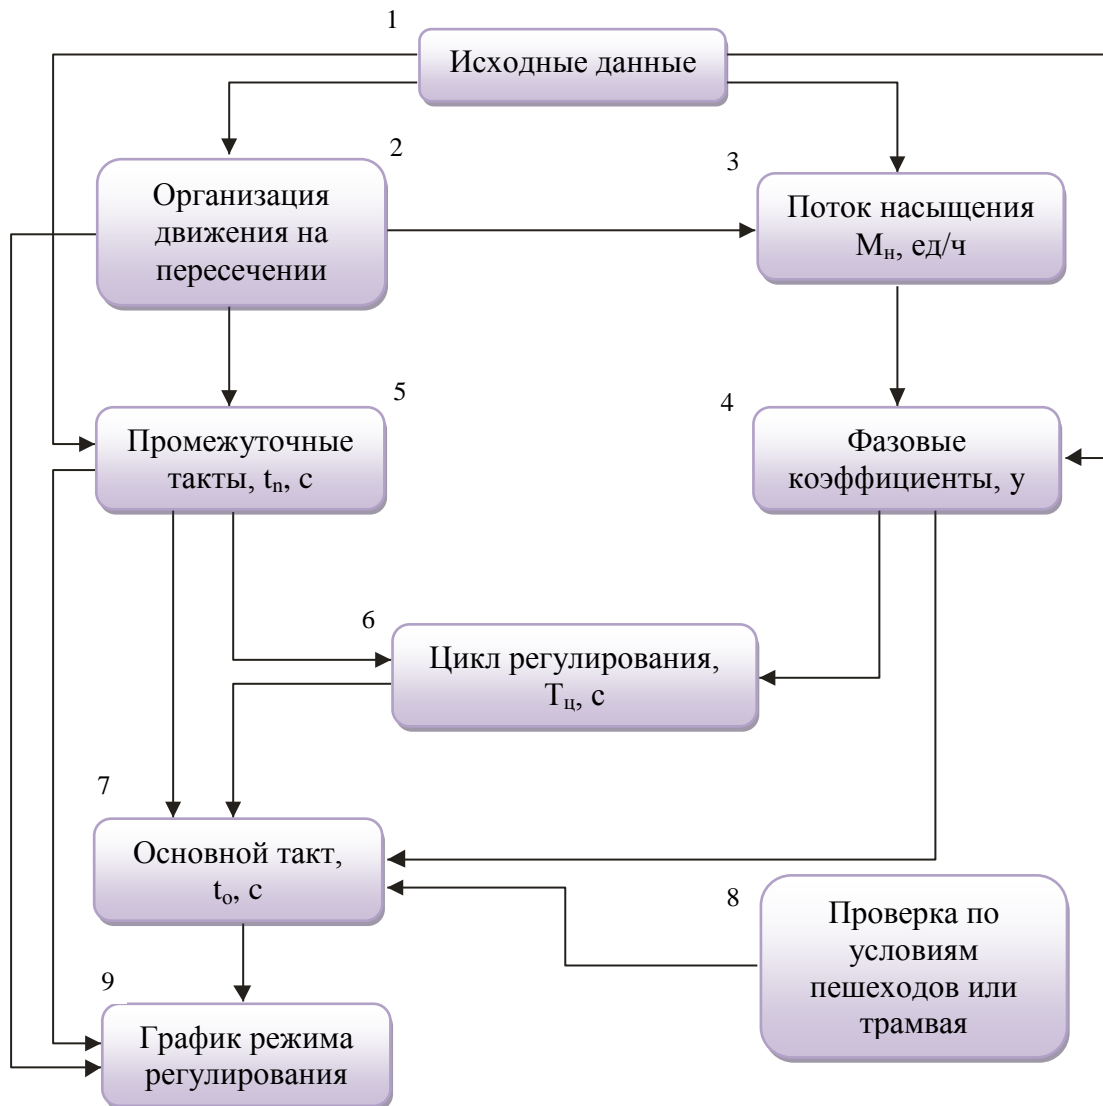 1
Исходные данные
2
Организация
движения на
пересечении
3
Поток насыщения
Мн, ед/ч
5
Промежуточные
такты, tп, с
4
Фазовые
коэффициенты, у
6
Цикл регулирования,
Тц, с
7
Основной такт,
tо, с
8
Проверка по
условиям
пешеходов или
трамвая
9
График режима
регулирования